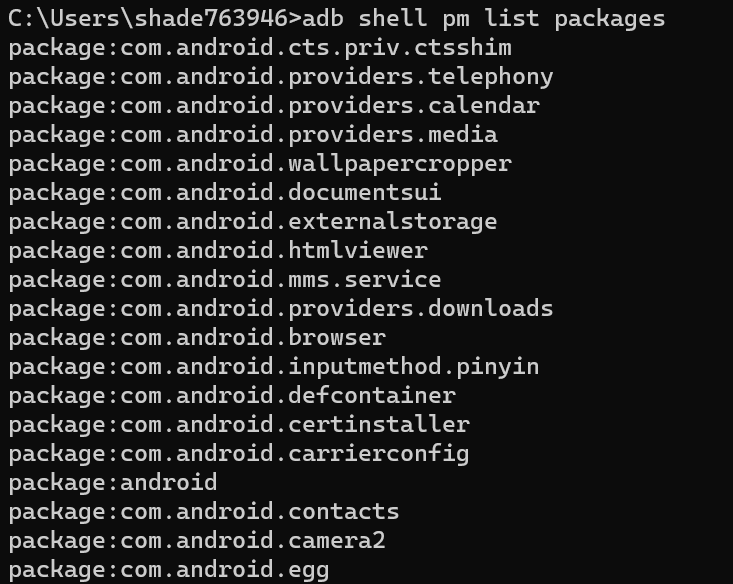 C:\Users\shade763946>adb shell pm list packages
package:com.android.cts.priv.ctsshim
package:com.android.providers.telephony
package:com.android.providers.calendar
package:com.android.providers.media
package:com.android.wallpapercropper
package:com.android.documentsui
package:com.android.externalstorage
package:com.android.htmlviewer
package:com.android.mms.service
package:com.android.providers.downloads
package:com.android.browser
package:com.android.inputmethod.pinyin
package:com.android.defcontainer
package:com.android.certinstaller
package:com.android.carrierconfig
package:android
package:com.android.contacts
package:com.android.camera2
package:com.android.egg